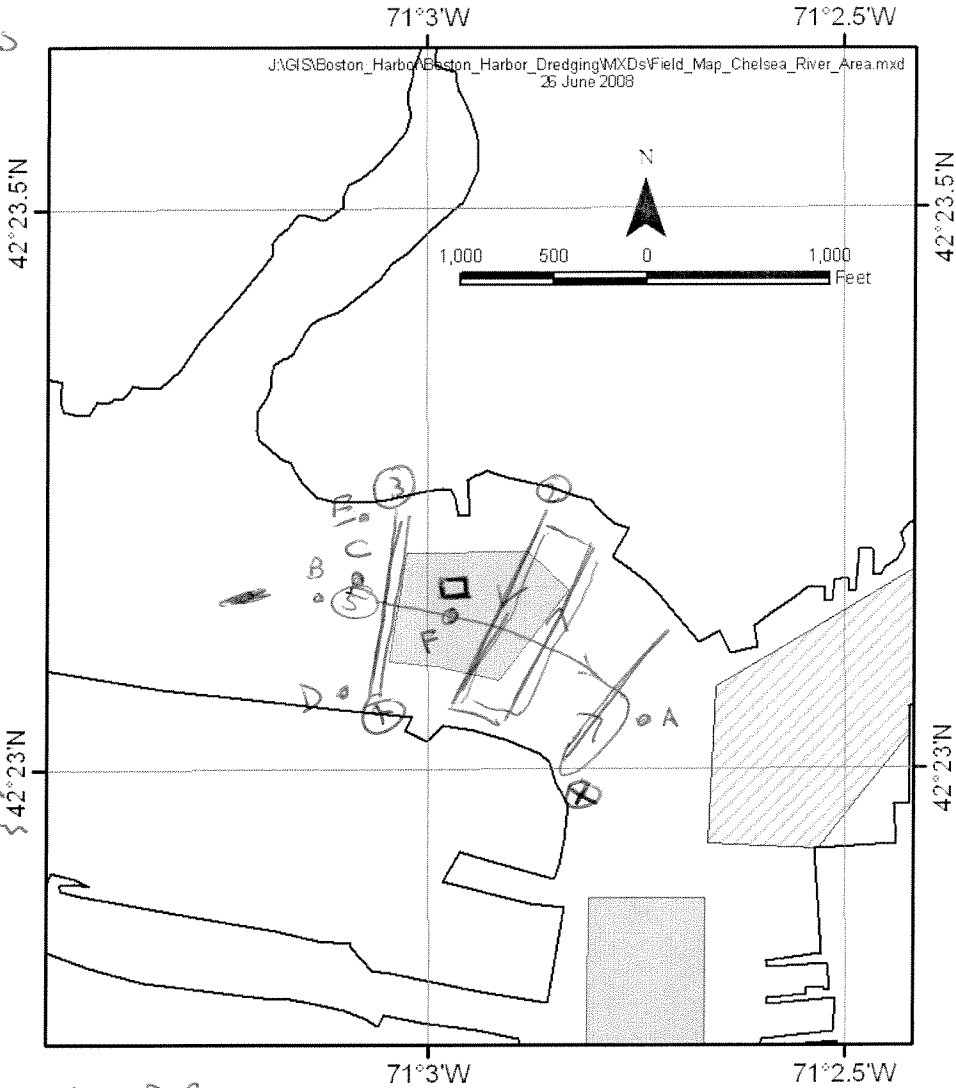 71°3'W 71°2.5'W
J:\GIS\Boston_Harbor\Boston_Harbor_Dredging\MXDs\Field_Map_Chelsea_River_Area.mxd
26 June 2008
42°23.5'N 42°23.5'N
N
1,000 500 0 1,000
Feet
3
E
C
B
5
F
D
A
42°23'N 42°23'N
71°3'W 71°2.5'W